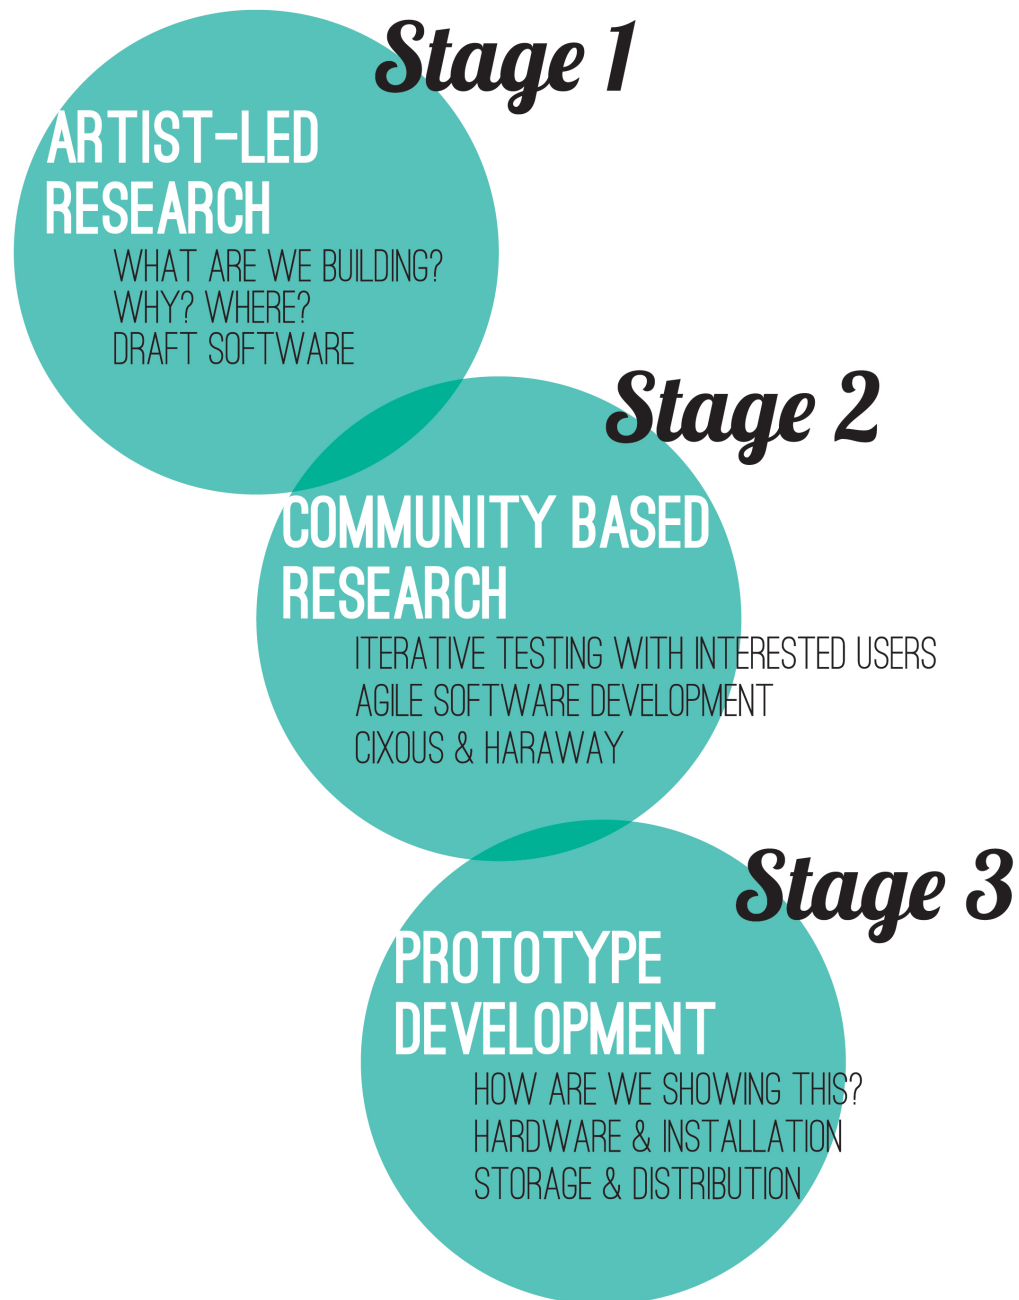 Stage 1
ARTIST-LED
RESEARCH
WHAT ARE WE BUILDING?
WHY? WHERE?
DRAFT SOFTWARE
Stage 2
COMMUNITY BASED
RESEARCH
ITERATIVE TESTING WITH INTERESTED USERS
AGILE SOFTWARE DEVELOPMENT
CIXOUS & HARAWAY
Stage 3
PROTOTYPE
DEVELOPMENT
HOW ARE WE SHOWING THIS?
HARDWARE & INSTALLATION
STORAGE & DISTRIBUTION